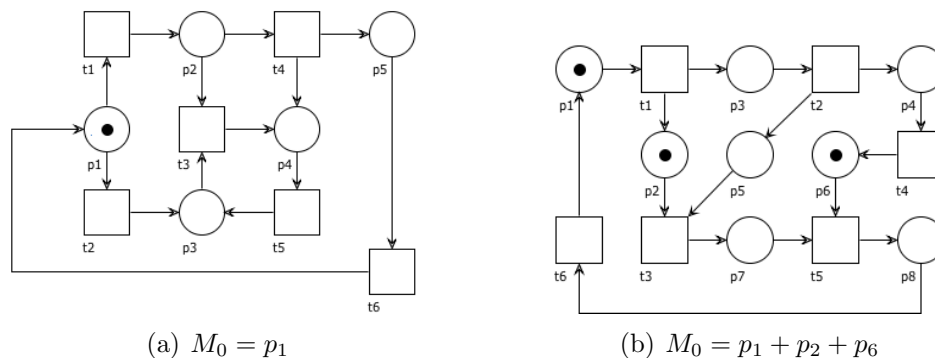 t1 p2 t4 p5
p1 t3 p4
t2 p3 t5
t6
(a) M₀ = p₁
p1 t1 p3 t2 p4
p2 p5 p6 t4
t6 t3 p7 t5 p8
(b) M₀ = p₁ + p₂ + p₆